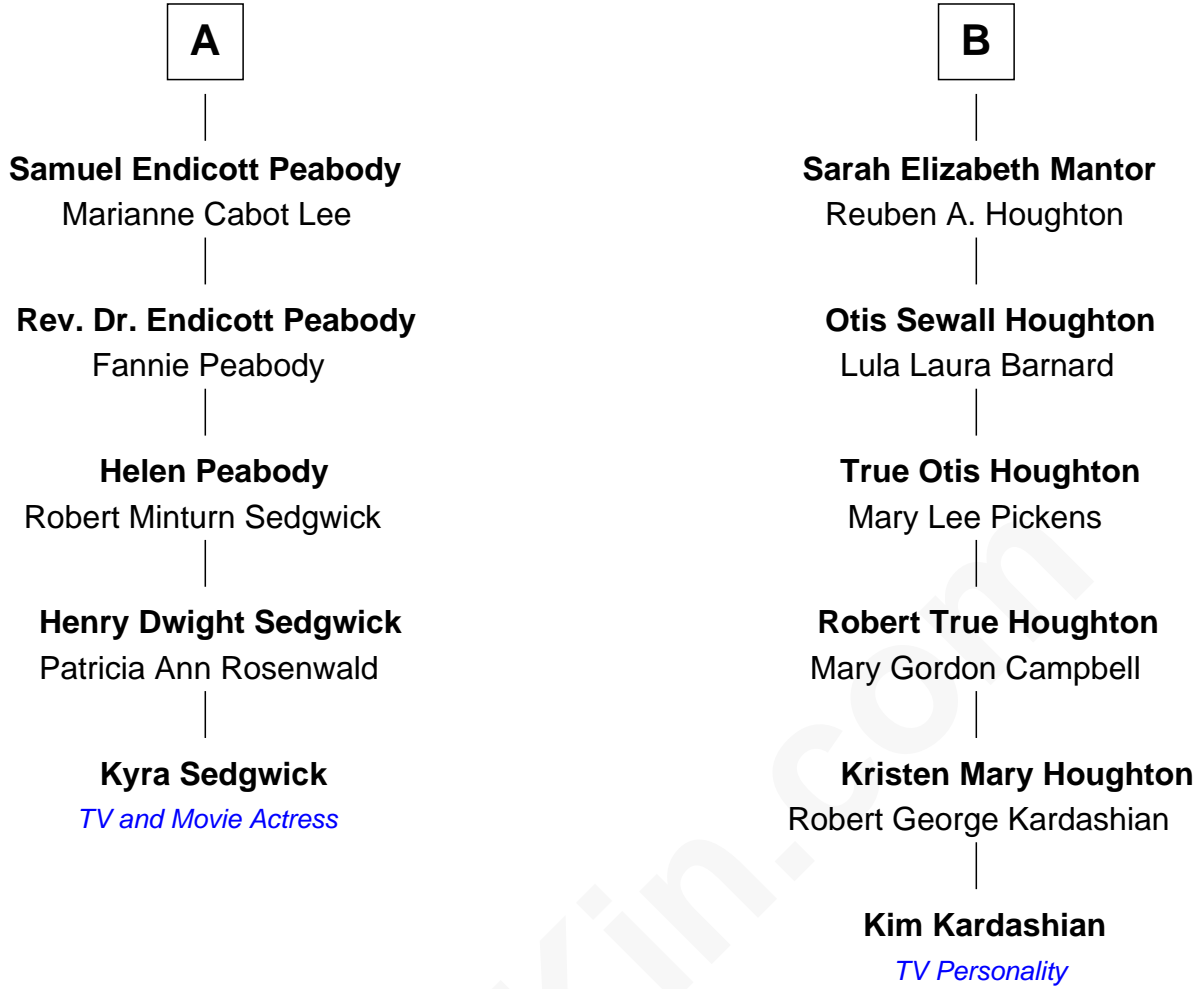 A
Samuel Endicott Peabody
Marianne Cabot Lee
Rev. Dr. Endicott Peabody
Fannie Peabody
Helen Peabody
Robert Minturn Sedgwick
Henry Dwight Sedgwick
Patricia Ann Rosenwald
Kyra Sedgwick
TV and Movie Actress
B
Sarah Elizabeth Mantor
Reuben A. Houghton
Otis Sewall Houghton
Lula Laura Barnard
True Otis Houghton
Mary Lee Pickens
Robert True Houghton
Mary Gordon Campbell
Kristen Mary Houghton
Robert George Kardashian
Kim Kardashian
TV Personality